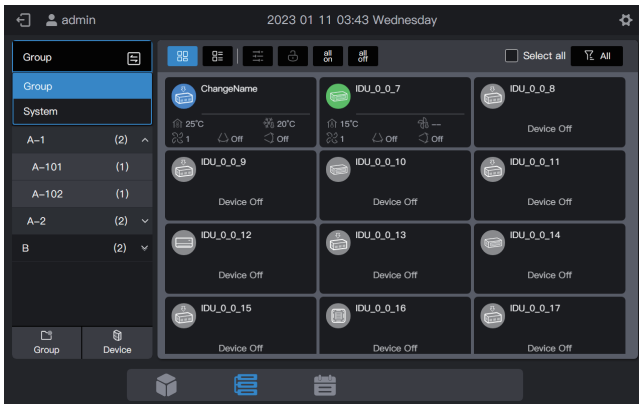 admin
2023 01 11 03:43 Wednesday
Group
all on
all off
Select all
All
Group
System
A-1 (2)
A-101 (1)
A-102 (1)
A-2 (2)
B (2)
Group
Device
ChangeName
25°C 20°C
1 Off Off
IDU_0_0_7
15°C --
1 Off Off
IDU_0_0_8
Device Off
IDU_0_0_9
Device Off
IDU_0_0_10
Device Off
IDU_0_0_11
Device Off
IDU_0_0_12
Device Off
IDU_0_0_13
Device Off
IDU_0_0_14
Device Off
IDU_0_0_15
Device Off
IDU_0_0_16
Device Off
IDU_0_0_17
Device Off